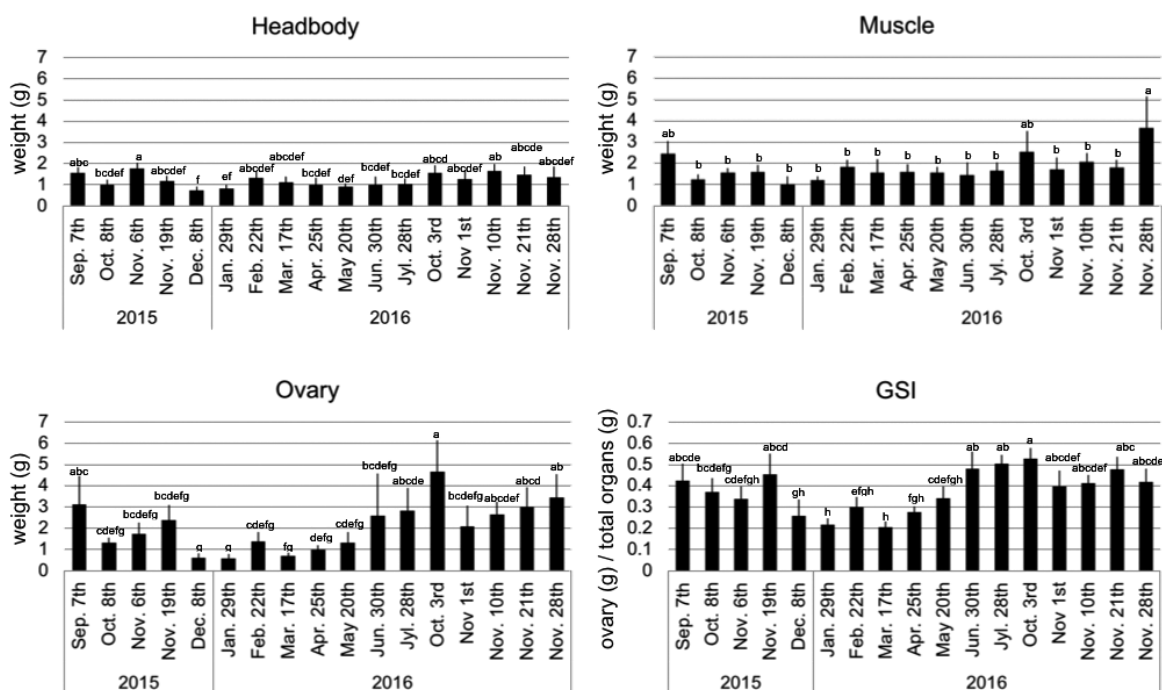 Headbody
weight (g)
7
6
5
4
3
2
1
0
abc bcdef a abcdef f ef abcdef abcdef bcdef def bcdef bcdef abcd abcdef ab abcde abcdef
Sep. 7th
Oct. 8th
Nov. 6th
Nov. 19th
Dec. 8th
Jan. 29th
Feb. 22th
Mar. 17th
Apr. 25th
May 20th
Jun. 30th
Jyl. 28th
Oct. 3rd
Nov 1st
Nov. 10th
Nov. 21th
Nov. 28th
2015 2016
Muscle
weight (g)
7
6
5
4
3
2
1
0
ab b b b b b b b b b b b ab b b b a
Sep. 7th
Oct. 8th
Nov. 6th
Nov. 19th
Dec. 8th
Jan. 29th
Feb. 22th
Mar. 17th
Apr. 25th
May 20th
Jun. 30th
Jyl. 28th
Oct. 3rd
Nov 1st
Nov. 10th
Nov. 21th
Nov. 28th
2015 2016
Ovary
weight (g)
7
6
5
4
3
2
1
0
abc cdefg bcdefg bcdefg g g cdefg fg defg cdefg bcdefg abcde a bcdefg abcdef abcd ab
Sep. 7th
Oct. 8th
Nov. 6th
Nov. 19th
Dec. 8th
Jan. 29th
Feb. 22th
Mar. 17th
Apr. 25th
May 20th
Jun. 30th
Jyl. 28th
Oct. 3rd
Nov 1st
Nov. 10th
Nov. 21th
Nov. 28th
2015 2016
GSI
ovary (g) / total organs (g)
0.7
0.6
0.5
0.4
0.3
0.2
0.1
0
abcde bcdefg cdefgh abcd gh h efgh h fgh cdefgh ab ab a bcdef abcdef abc abcde
Sep. 7th
Oct. 8th
Nov. 6th
Nov. 19th
Dec. 8th
Jan. 29th
Feb. 22th
Mar. 17th
Apr. 25th
May 20th
Jun. 30th
Jyl. 28th
Oct. 3rd
Nov 1st
Nov. 10th
Nov. 21th
Nov. 28th
2015 2016